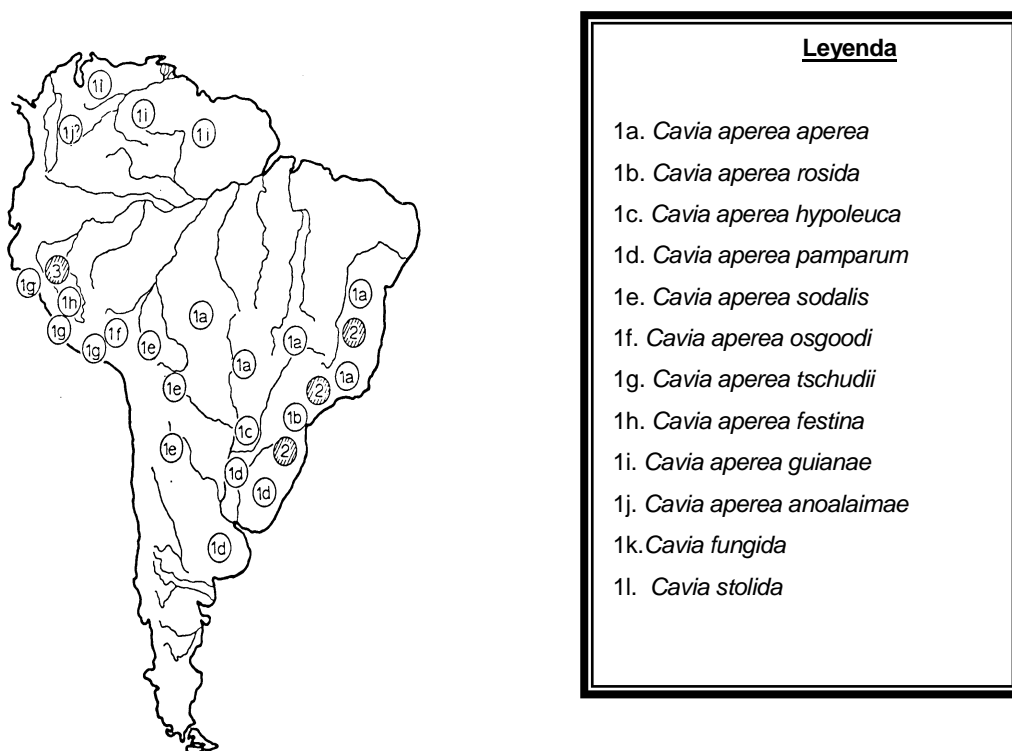 1i
1i
1j?
1i
3
1g
1h
1a
1a
1g
1f
1e
1a
2
1g
1a
1a
1e
2
1c
1b
1e
2
1d
1d
1d
Leyenda
1a. Cavia aperea aperea
1b. Cavia aperea rosida
1c. Cavia aperea hypoleuca
1d. Cavia aperea pamparum
1e. Cavia aperea sodalis
1f. Cavia aperea osgoodi
1g. Cavia aperea tschudii
1h. Cavia aperea festina
1i. Cavia aperea guianae
1j. Cavia aperea anoalaimae
1k.Cavia fungida
1l. Cavia stolida